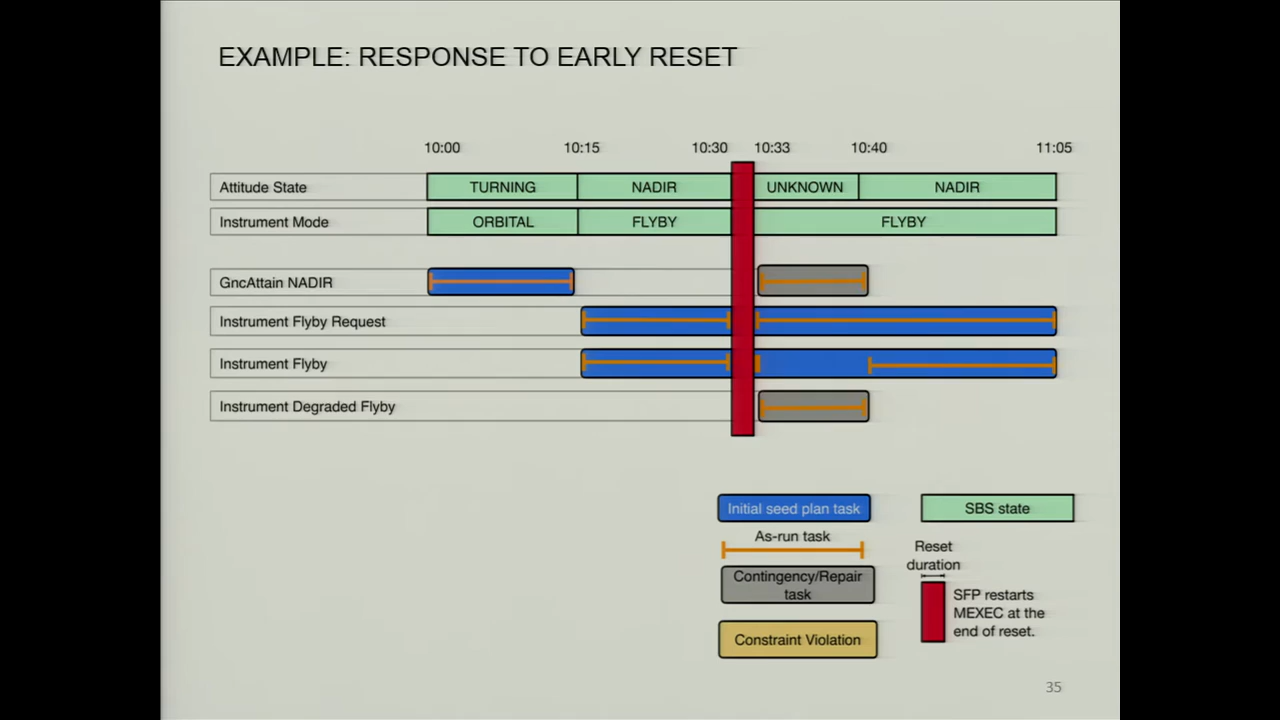 EXAMPLE: RESPONSE TO EARLY RESET
10:00 10:15 10:30 10:33 10:40 11:05
Attitude State TURNING NADIR UNKNOWN NADIR
Instrument Mode ORBITAL FLYBY FLYBY
GncAttain NADIR
Instrument Flyby Request
Instrument Flyby
Instrument Degraded Flyby
Initial seed plan task
As-run task
Contingency/Repair
task
Constraint Violation
SBS state
Reset
duration
SFP restarts
MEXEC at the
end of reset.
35